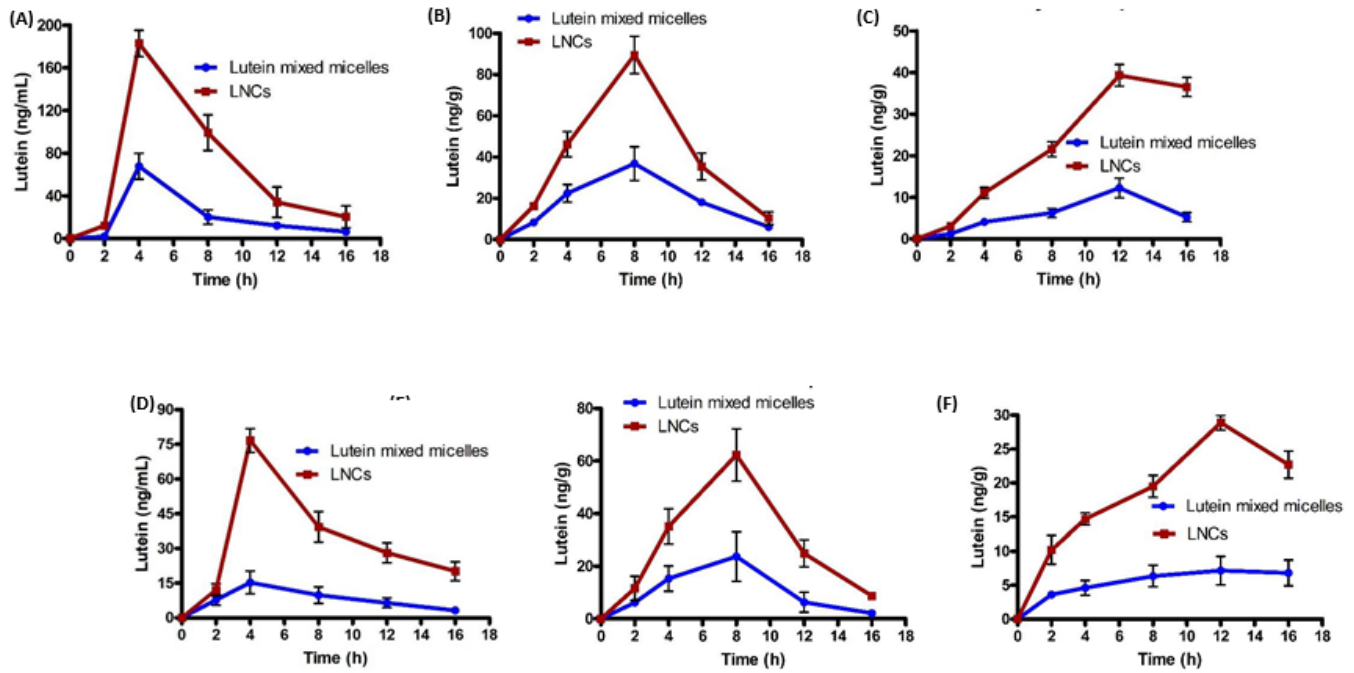 (A)
200
160
120
80
40
0
Lutein (ng/mL)
Lutein mixed micelles
LNCs
0 2 4 6 8 10 12 14 16 18
Time (h)
(B)
Lutein mixed micelles
LNCs
100
80
60
40
20
0
Lutein (ng/g)
0 2 4 6 8 10 12 14 16 18
Time (h)
(C)
50
40
30
20
10
0
Lutein (ng/g)
Lutein mixed micelles
LNCs
0 2 4 6 8 10 12 14 16 18
Time (h)
(D)
90
75
60
45
30
15
0
Lutein (ng/mL)
Lutein mixed micelles
LNCs
0 2 4 6 8 10 12 14 16 18
Time (h)
Lutein mixed micelles
LNCs
80
60
40
20
0
Lutein (ng/g)
0 2 4 6 8 10 12 14 16 18
Time (h)
(F)
30
25
20
15
10
5
0
Lutein (ng/g)
Lutein mixed micelles
LNCs
0 2 4 6 8 10 12 14 16 18
Time (h)